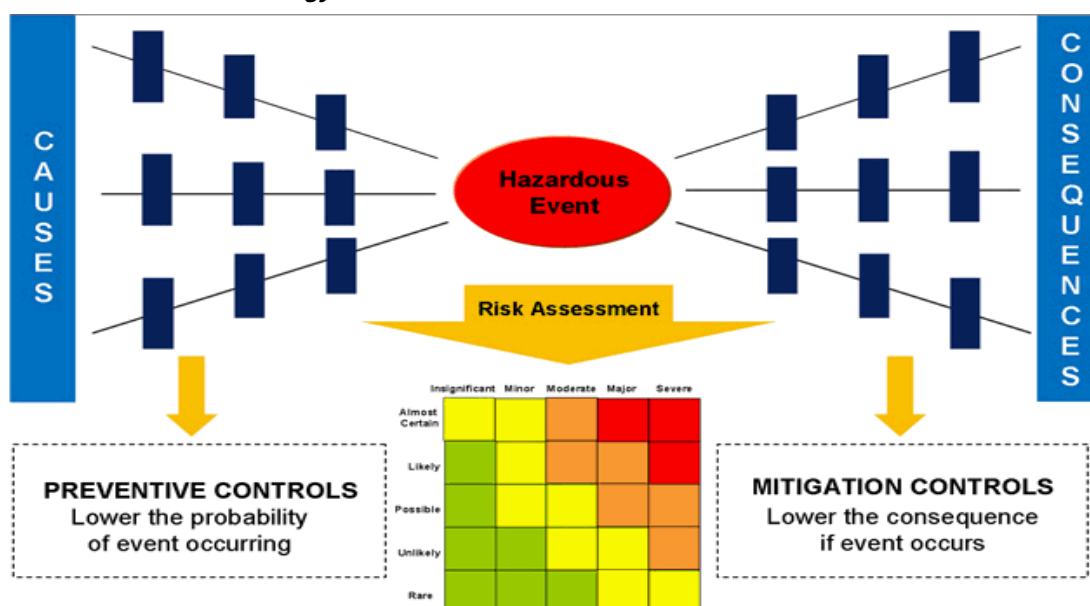 gy
CAUSES
CONSEQUENCES
Hazardous
Event
Risk Assessment
Insignificant Minor Moderate Major Severe
Almost
Certain
Likely
Possible
Unlikely
Rare
PREVENTIVE CONTROLS
Lower the probability
of event occurring
MITIGATION CONTROLS
Lower the consequence
if event occurs